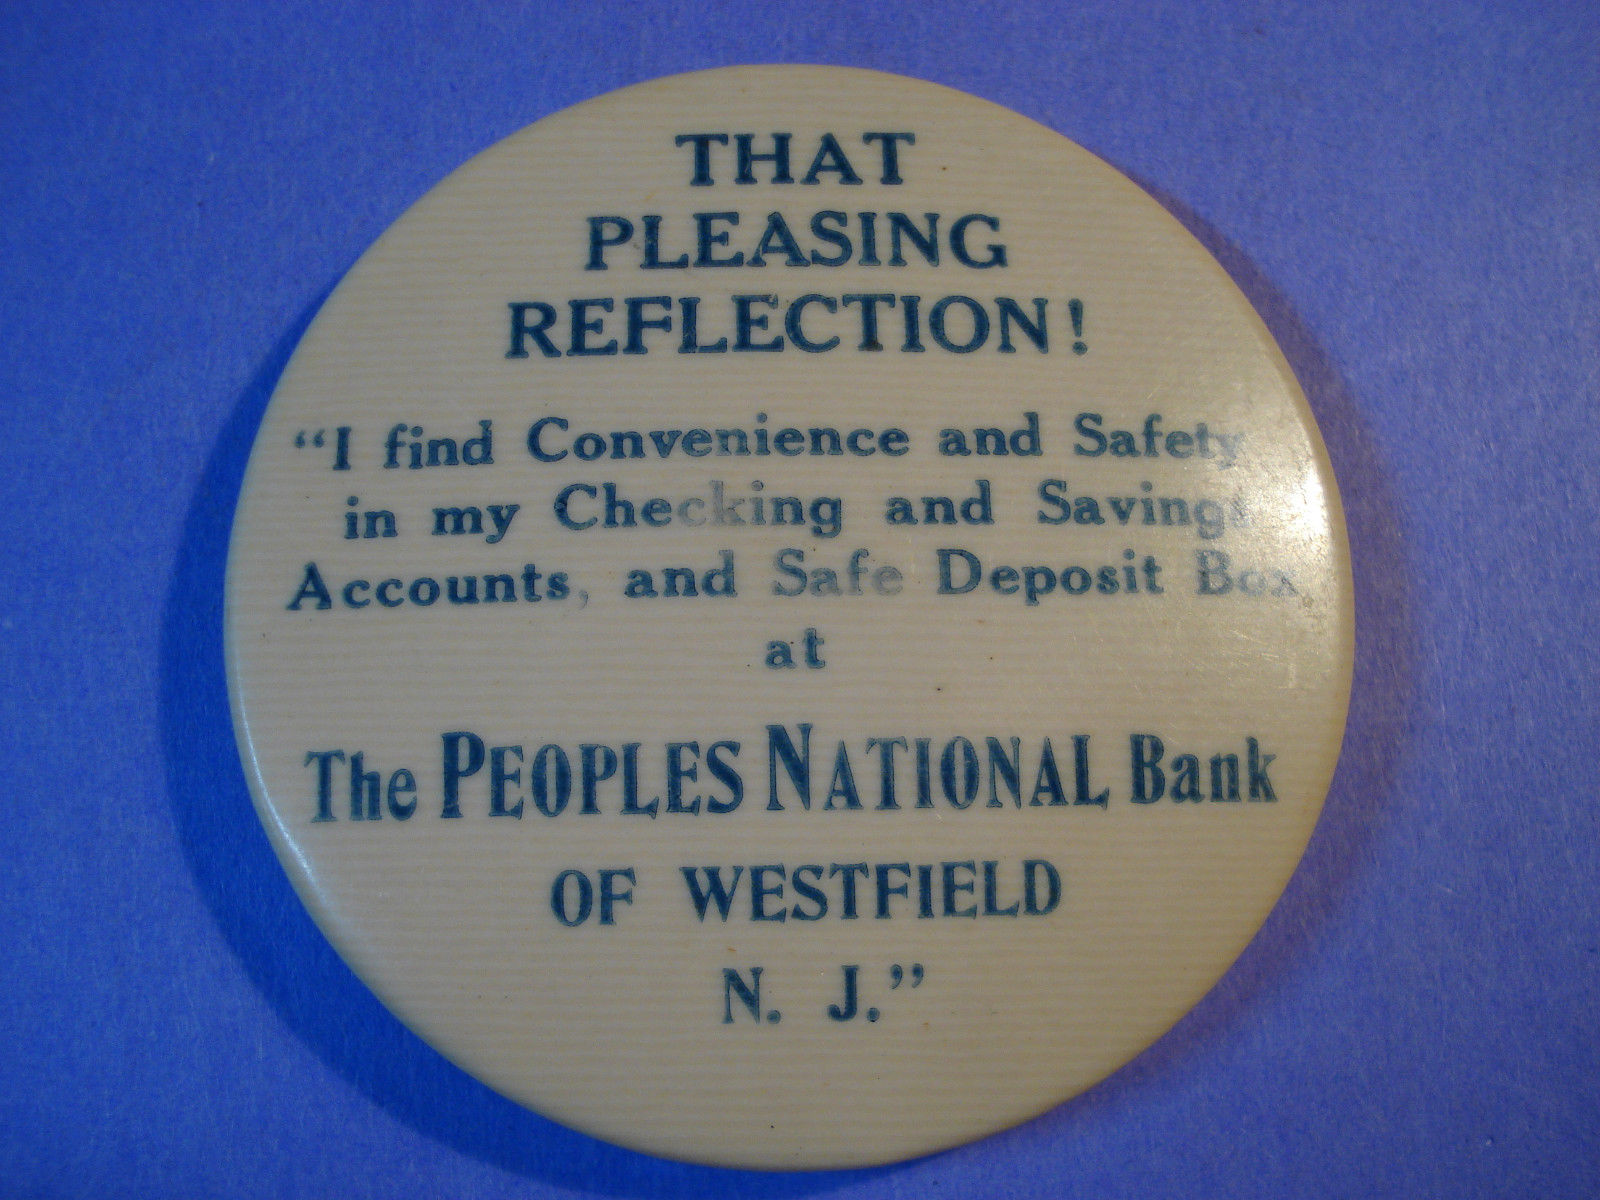 THAT
PLEASING
REFLECTION!
“I find Convenience and Safety
in my Checking and Savings
Accounts, and Safe Deposit Box
at
The PEOPLES NATIONAL Bank
OF WESTFIELD
N. J.”